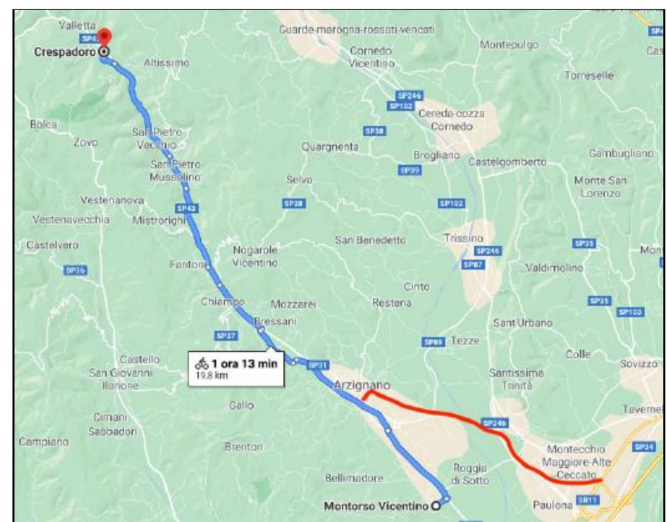 Valletta
SP43
Crespadoro
Altissimo
Guarde-marogna-rossati-vencati
Cornedo
Vicentino
Montepulgo
Torreselle
SP246
SP102
Cereda-cozza
Cornedo
Bolca
Zovo
San Pietro
Vecchio
SP38
Quargnenta
Brogliano
Castelgomberto
Gambugliano
San Pietro
Mussolino
SP39
Selva
Monte San
Lorenzo
Vestenanova
SP43
SP38
SP102
Vestenavecchia
Mistrorighi
Castelvero
Nogarole
Vicentino
San Benedetto
Trissino
SP246
SP35
SP36
Fantoni
SP87
Valdimolino
Cinto
Chiampo
Mozzarei
Restena
SP35
SP103
Bressani
Sant'Urbano
SP37
SP89
Tezze
Colle
1 ora 13 min
19,8 km
SP31
Castello
San Giovanni
Ilarione
Santissima
Trinità
Sovizzo
Arzignano
Gallo
Cimani
Sabbadori
SP246
Campiano
Brenton
Montecchio
Maggiore-Alte
Ceccato
SP34
Bellimadore
Roggia
di Sotto
Montorso Vicentino
Paulona
SR11